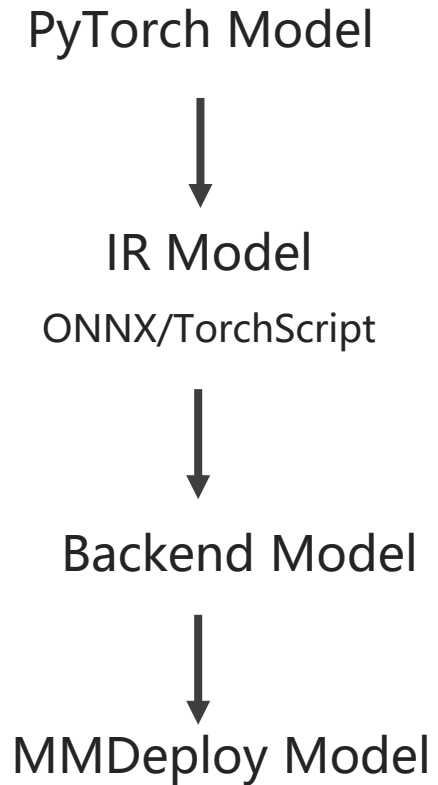 PyTorch Model
IR Model
ONNX/TorchScript
Backend Model
MMDeploy Model